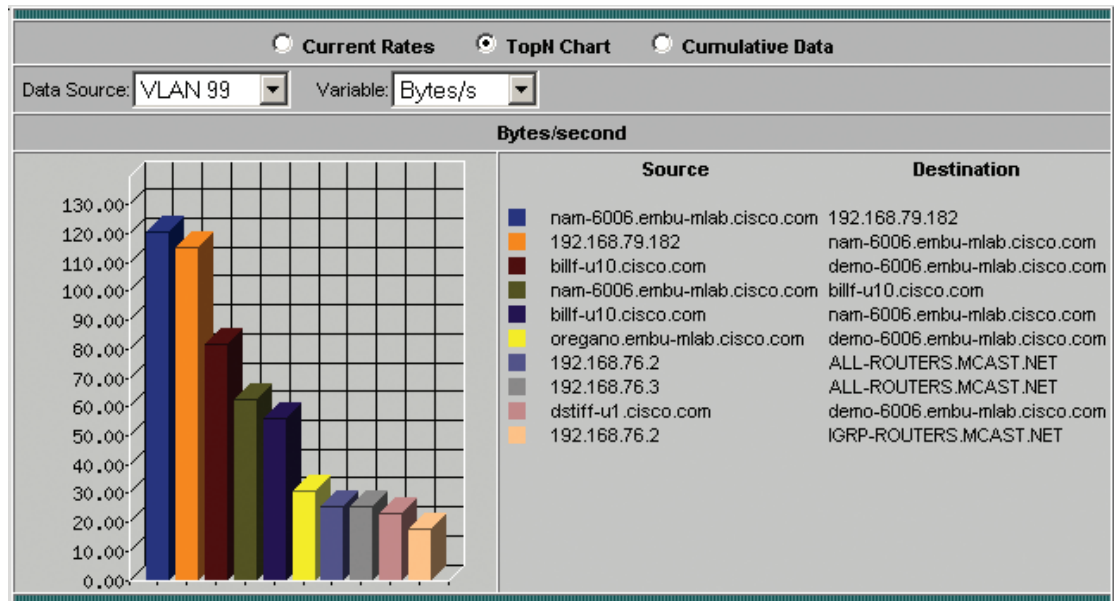 Current Rates TopN Chart Cumulative Data
Data Source: VLAN 99 Variable: Bytes/s
Bytes/second
Source Destination
130.00
120.00
110.00
100.00
90.00
80.00
70.00
60.00
50.00
40.00
30.00
20.00
10.00
0.00
nam-6006.embu-mlab.cisco.com 192.168.79.182
192.168.79.182 nam-6006.embu-mlab.cisco.com
billf-u10.cisco.com demo-6006.embu-mlab.cisco.com
nam-6006.embu-mlab.cisco.com billf-u10.cisco.com
billf-u10.cisco.com nam-6006.embu-mlab.cisco.com
oregano.embu-mlab.cisco.com demo-6006.embu-mlab.cisco.com
192.168.76.2 ALL-ROUTERS.MCAST.NET
192.168.76.3 ALL-ROUTERS.MCAST.NET
dstiff-u1.cisco.com demo-6006.embu-mlab.cisco.com
192.168.76.2 IGRP-ROUTERS.MCAST.NET